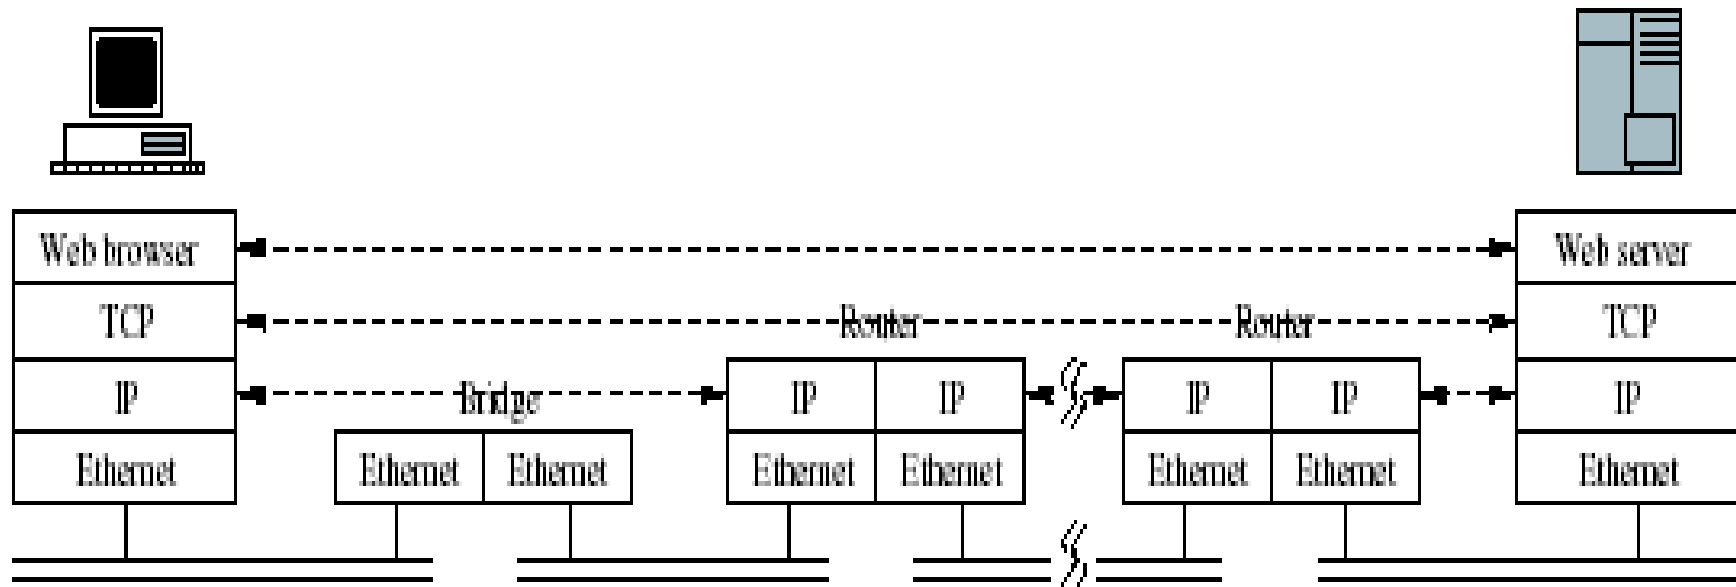 Web browser
Web server
TCP
Router
Router
TCP
IP
Bridge
IP
IP
IP
IP
IP
Ethernet
Ethernet
Ethernet
Ethernet
Ethernet
Ethernet
Ethernet
Ethernet